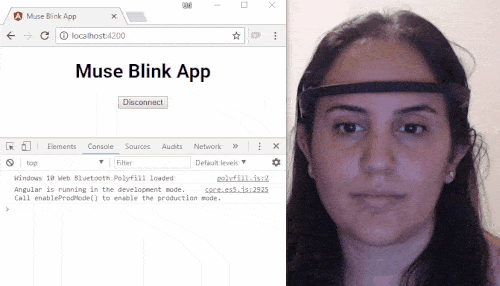 Muse Blink App
localhost:4200
Muse Blink App
Disconnect
Elements Console Sources Audits Network »
top Filter Default levels
Windows 10 Web Bluetooth Polyfill loaded polyfill.js:2
Angular is running in the development mode. core.es5.js:2925
Call enableProdMode() to enable the production mode.